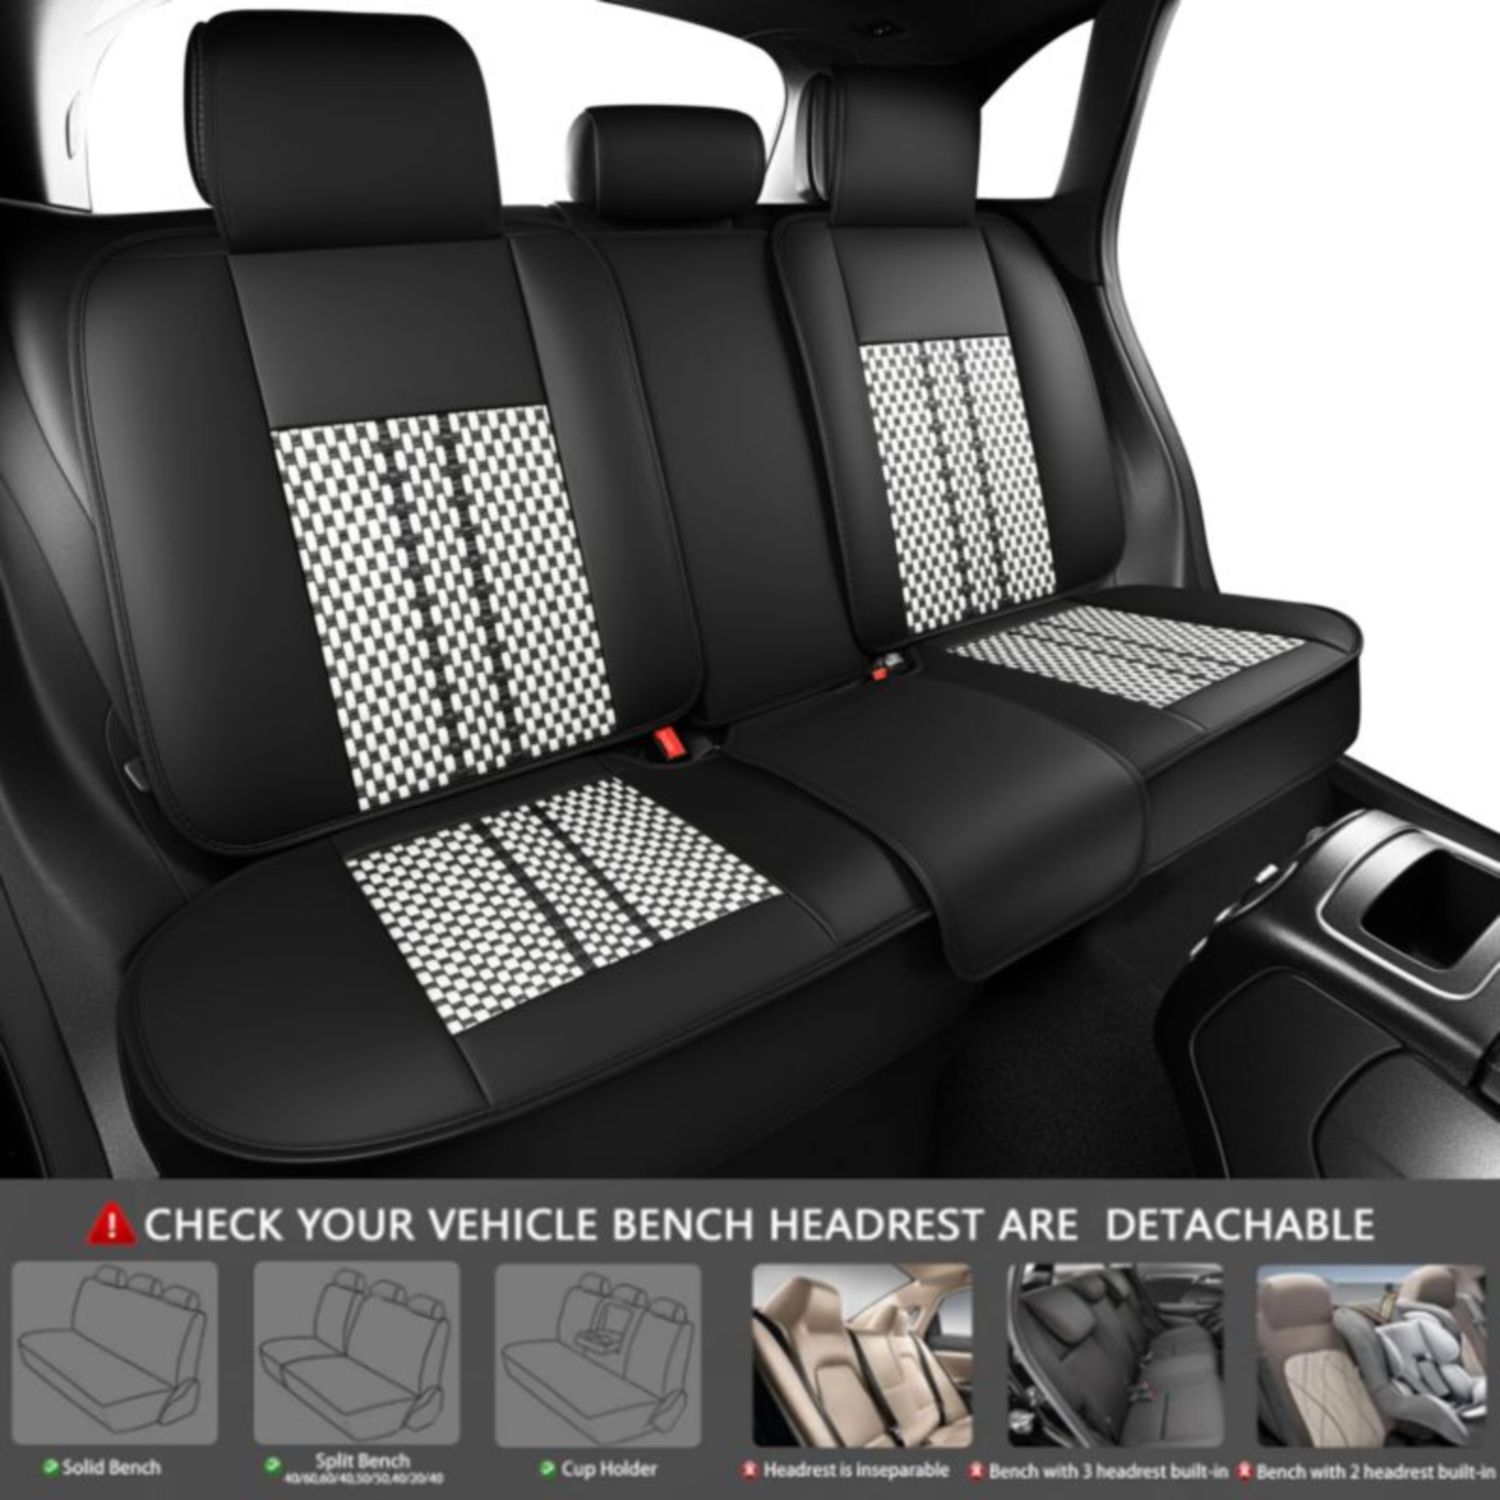 CHECK YOUR VEHICLE BENCH HEADREST ARE DETACHABLE
Solid Bench
Split Bench
40/60,60/40,50/50,40/20/40
Cup Holder
Headrest is inseparable
Bench with 3 headrest built-in
Bench with 2 headrest built-in